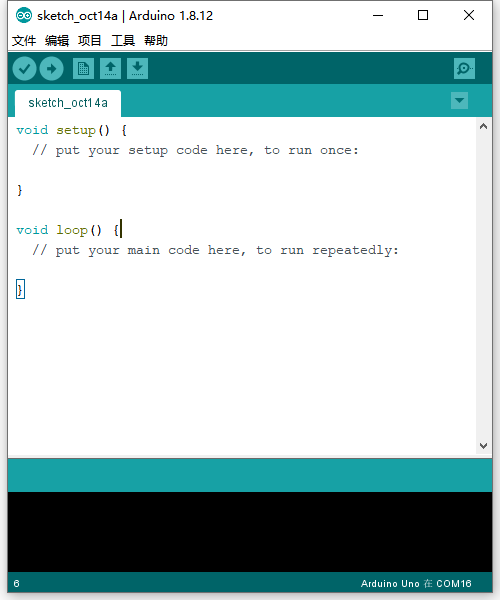 sketch_oct14a | Arduino 1.8.12
文件 编辑 项目 工具 帮助
sketch_oct14a
void setup() {
  // put your setup code here, to run once:
}
void loop() {
  // put your main code here, to run repeatedly:
}
6 Arduino Uno 在 COM16